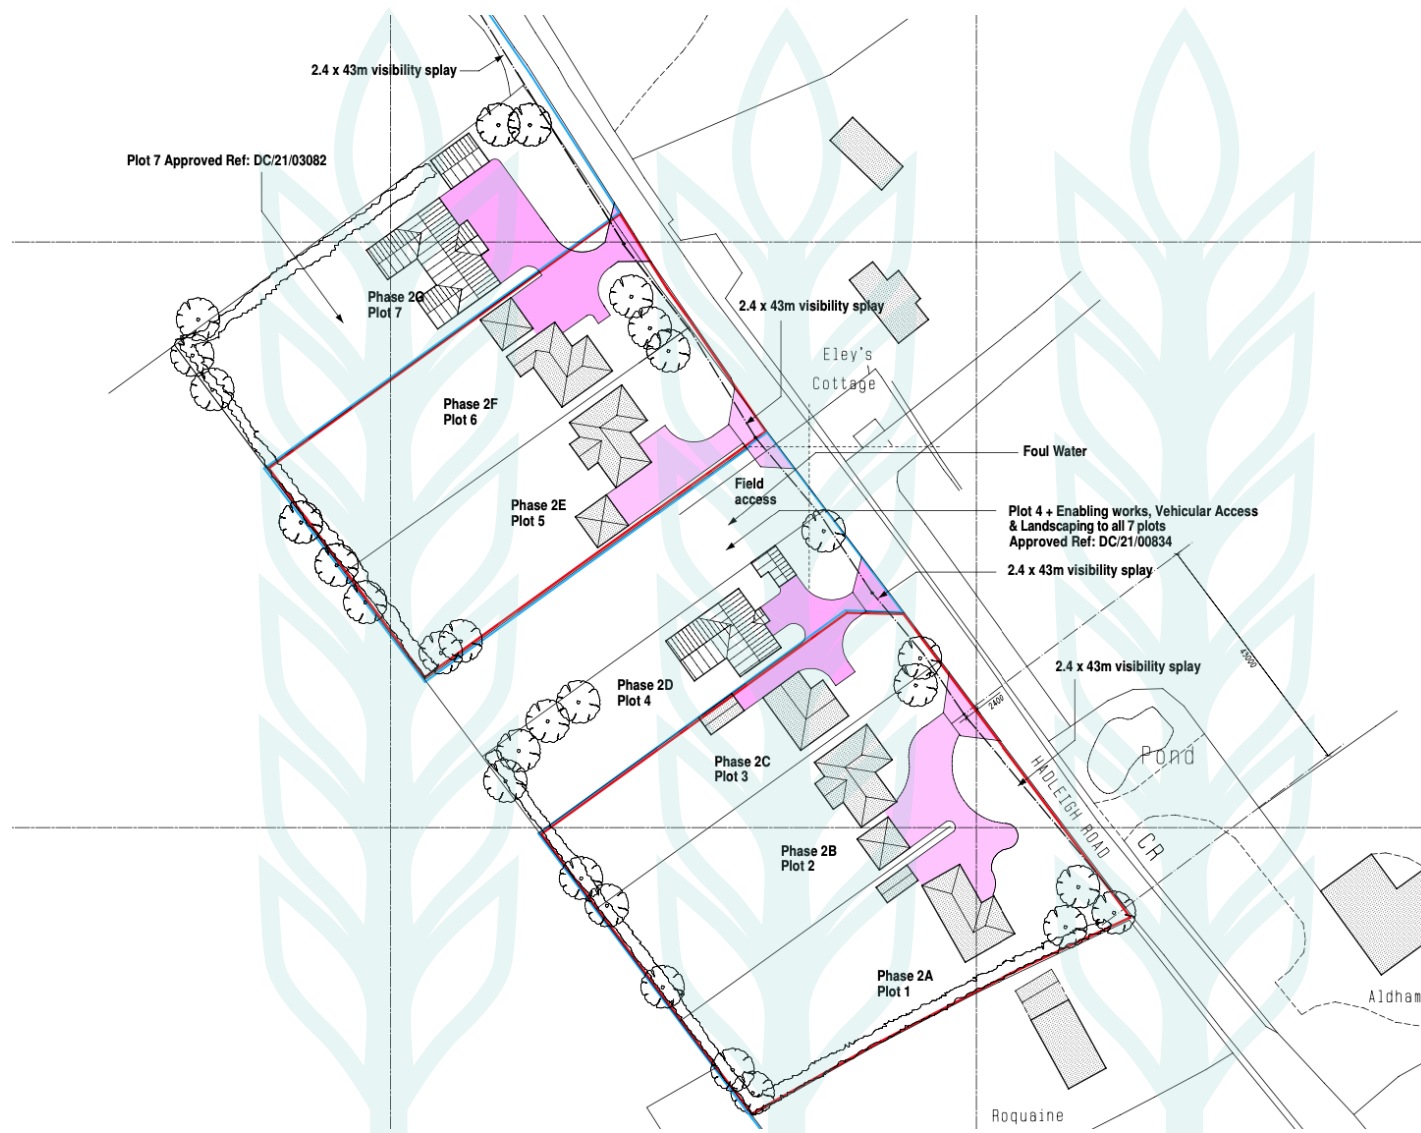 2.4 x 43m visibility splay
Plot 7 Approved Ref: DC/21/03082
Phase 2G
Plot 7
2.4 x 43m visibility splay
Eley's
Cottage
Phase 2F
Plot 6
Foul Water
Field
access
Phase 2E
Plot 5
Plot 4 + Enabling works, Vehicular Access
& Landscaping to all 7 plots
Approved Ref: DC/21/00834
2.4 x 43m visibility splay
2.4 x 43m visibility splay
43000
2400
Phase 2D
Plot 4
Pond
Phase 2C
Plot 3
HADLEIGH ROAD
CR
Phase 2B
Plot 2
Phase 2A
Plot 1
Aldham
Roquaine